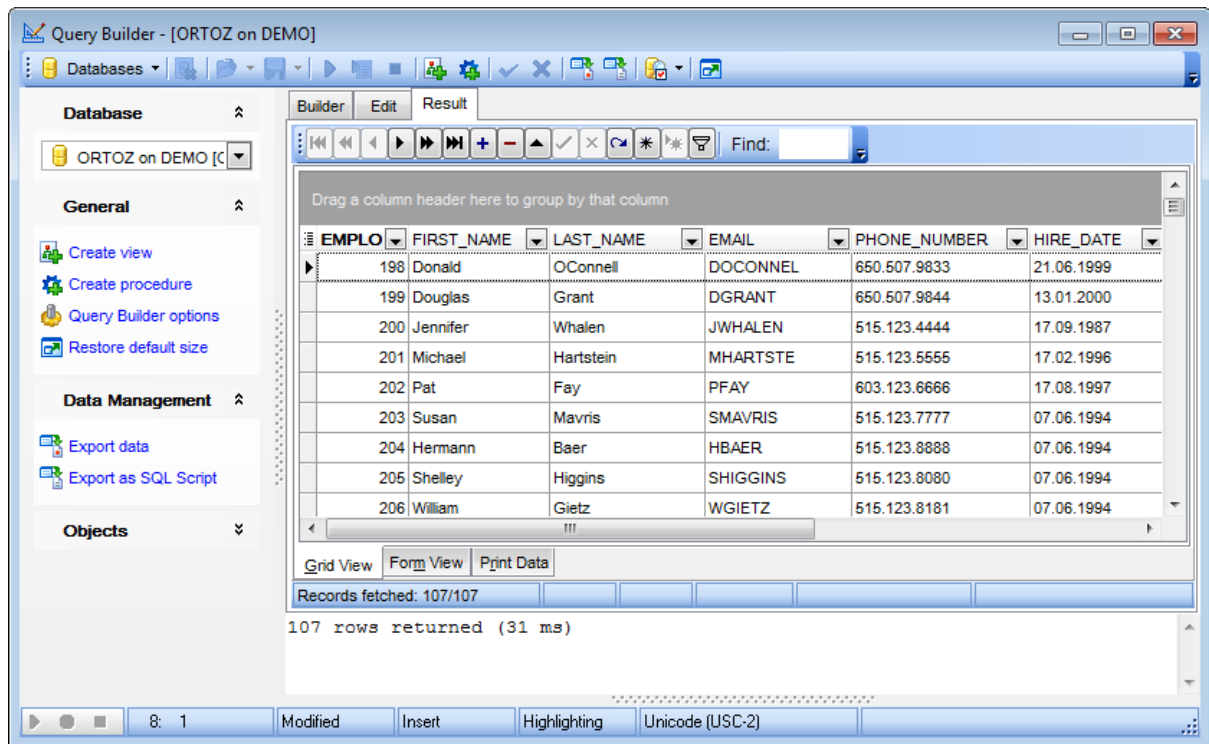 Query Builder - [ORTOZ on DEMO]
Databases
Database
ORTOZ on DEMO [C
General
Create view
Create procedure
Query Builder options
Restore default size
Data Management
Export data
Export as SQL Script
Objects
Builder Edit Result
Find:
Drag a column header here to group by that column
EMPLO FIRST_NAME LAST_NAME EMAIL PHONE_NUMBER HIRE_DATE
198 Donald OConnell DOCONNEL 650.507.9833 21.06.1999
199 Douglas Grant DGRANT 650.507.9844 13.01.2000
200 Jennifer Whalen JWHALEN 515.123.4444 17.09.1987
201 Michael Hartstein MHARTSTE 515.123.5555 17.02.1996
202 Pat Fay PFAY 603.123.6666 17.08.1997
203 Susan Mavris SMAVRIS 515.123.7777 07.06.1994
204 Hermann Baer HBAER 515.123.8888 07.06.1994
205 Shelley Higgins SHIGGINS 515.123.8080 07.06.1994
206 William Gietz WGIETZ 515.123.8181 07.06.1994
Grid View Form View Print Data
Records fetched: 107/107
107 rows returned (31 ms)
8: 1 Modified Insert Highlighting Unicode (USC-2)